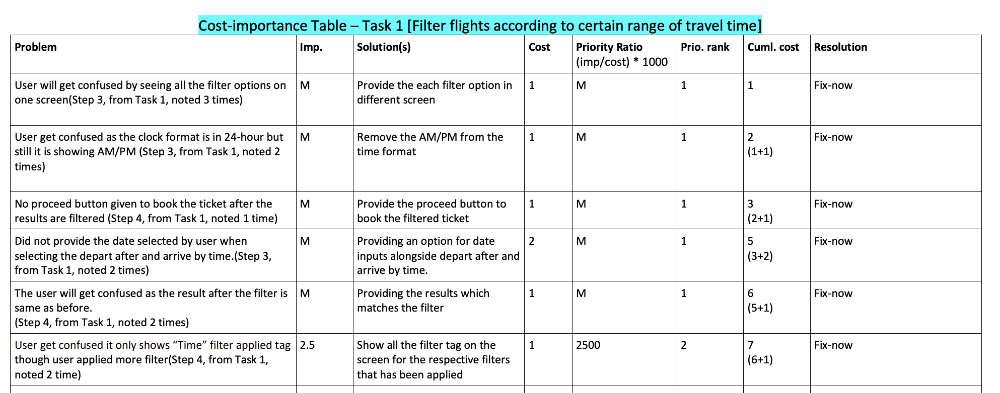 Cost-importance Table – Task 1 [Filter flights according to certain range of travel time]
Problem
Imp.
Solution(s)
Cost
Priority Ratio
(imp/cost) * 1000
Prio. rank
Cuml. cost
Resolution
User will get confused by seeing all the filter options on
one screen(Step 3, from Task 1, noted 3 times)
M
Provide the each filter option in
different screen
1
M
1
1
Fix-now
User get confused as the clock format is in 24-hour but
still it is showing AM/PM (Step 3, from Task 1, noted 2
times)
M
Remove the AM/PM from the
time format
1
M
1
2
(1+1)
Fix-now
No proceed button given to book the ticket after the
results are filtered (Step 4, from Task 1, noted 1 time)
M
Provide the proceed button to
book the filtered ticket
1
M
1
3
(2+1)
Fix-now
Did not provide the date selected by user when
selecting the depart after and arrive by time.(Step 3,
from Task 1, noted 2 times)
M
Providing an option for date
inputs alongside depart after and
arrive by time.
2
M
1
5
(3+2)
Fix-now
The user will get confused as the result after the filter is
same as before.
(Step 4, from Task 1, noted 2 times)
M
Providing the results which
matches the filter
1
M
1
6
(5+1)
Fix-now
User get confused it only shows “Time” filter applied tag
though user applied more filter(Step 4, from Task 1,
noted 2 time)
2.5
Show all the filter tag on the
screen for the respective filters
that has been applied
1
2500
2
7
(6+1)
Fix-now